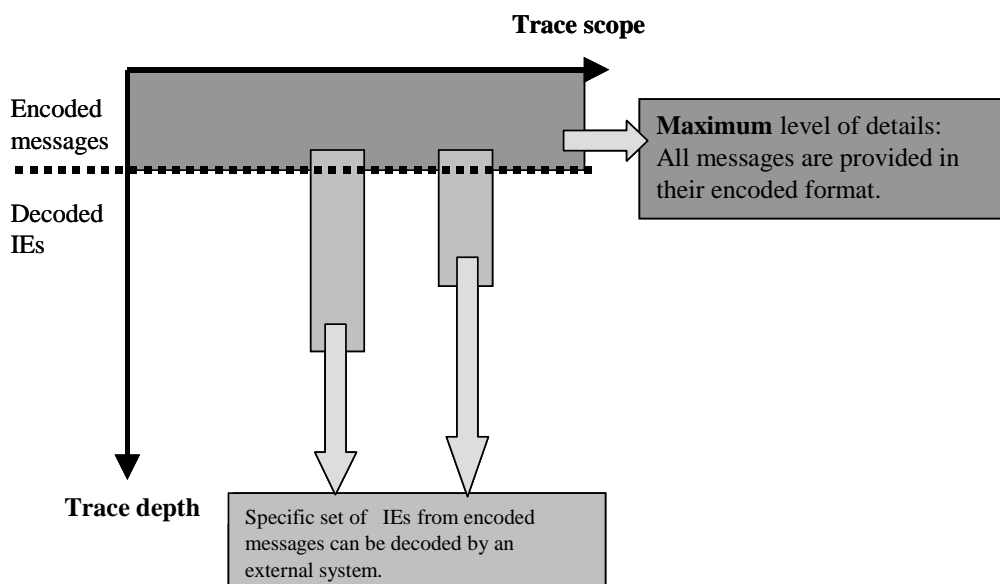 Trace scope
Encoded
messages
Maximum level of details:
All messages are provided in
their encoded format.
Decoded
IEs
Trace depth
Specific set of IEs from encoded
messages can be decoded by an
external system.